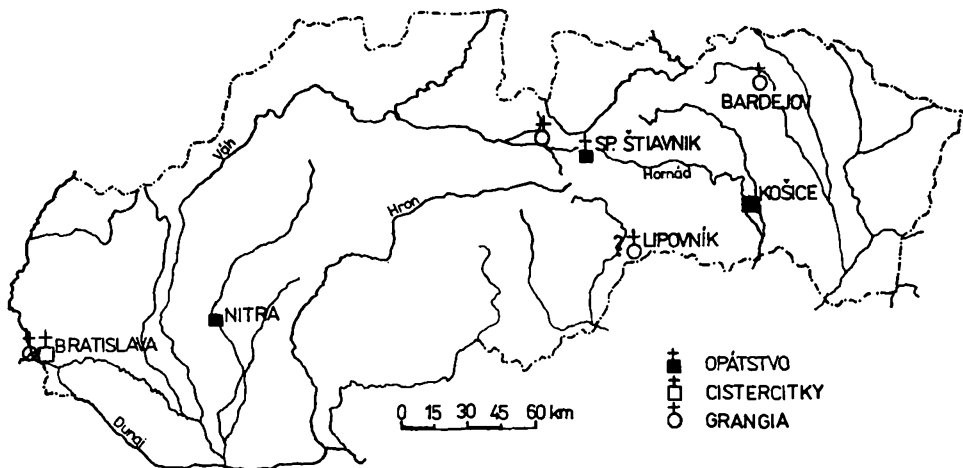 BARDEJOV
SP. ŠTIAVNIK
Váh
Hornád
KOŠICE
Hron
? LIPOVNÍK
NITRA
BRATISLAVA
OPÁTSTVO
CISTERCITKY
GRANGIA
0 15 30 45 60 km
Dunaj